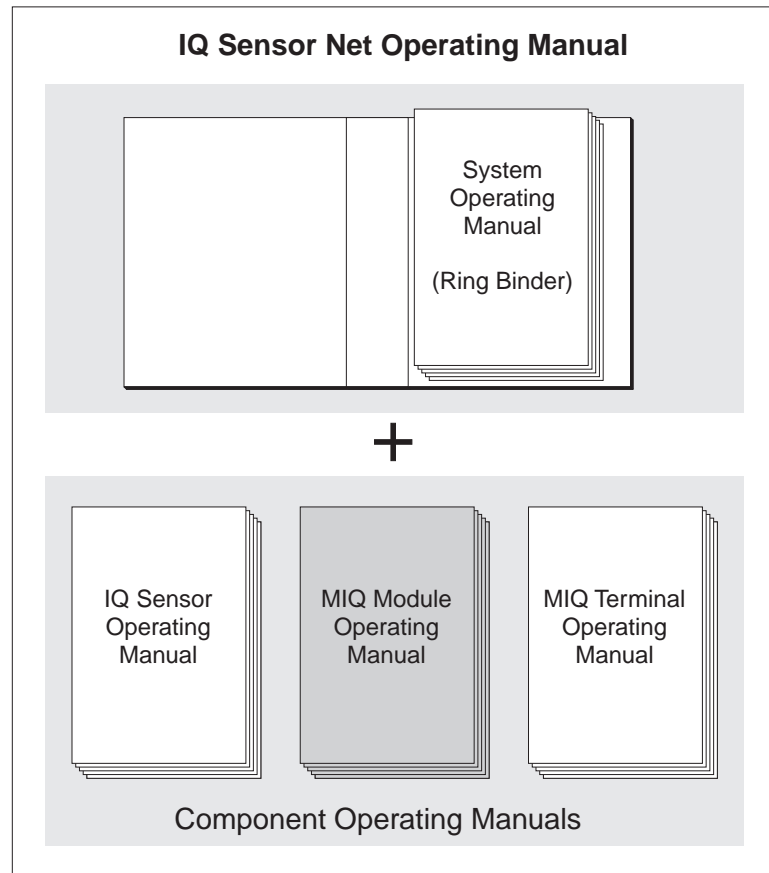 IQ Sensor Net Operating Manual
System
Operating
Manual
(Ring Binder)
+
IQ Sensor
Operating
Manual
MIQ Module
Operating
Manual
MIQ Terminal
Operating
Manual
Component Operating Manuals